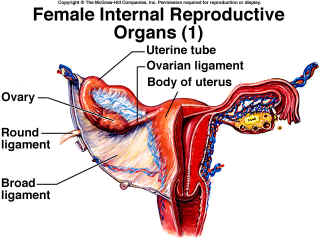 Copyright © The McGraw-Hill Companies, Inc. Permission required for reproduction or display.
Female Internal Reproductive
Organs (1)
Uterine tube
Ovarian ligament
Body of uterus
Ovary
Round
ligament
Broad
ligament